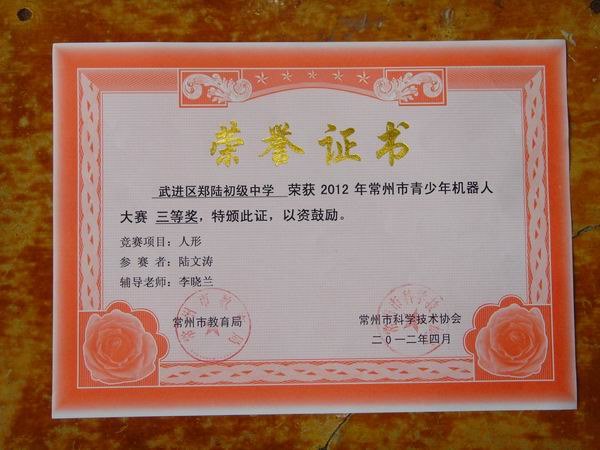 荣誉证书
武进区郑陆初级中学 荣获 2012 年常州市青少年机器人
大赛 三等奖，特颁此证，以资鼓励。
竞赛项目：人形
参 赛 者：陆文涛
辅导老师：李晓兰
常州市教育局
常州市科学技术协会
二〇一二年四月